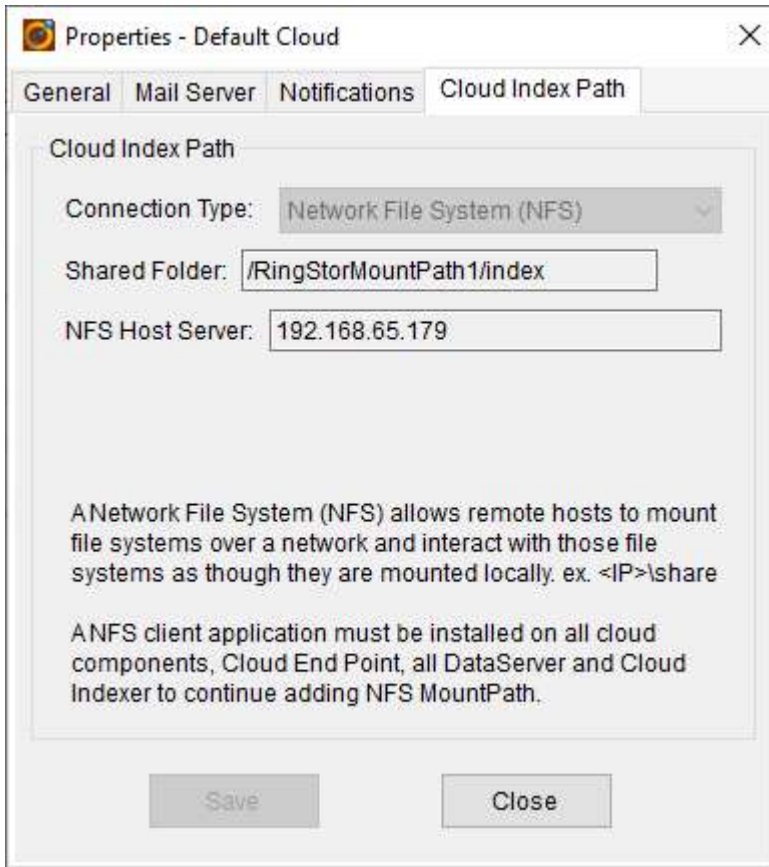 Properties - Default Cloud
General Mail Server Notifications Cloud Index Path
Cloud Index Path
Connection Type: Network File System (NFS)
Shared Folder: /RingStorMountPath1/index
NFS Host Server: 192.168.65.179
A Network File System (NFS) allows remote hosts to mount
file systems over a network and interact with those file
systems as though they are mounted locally. ex. <IP>\share
A NFS client application must be installed on all cloud
components, Cloud End Point, all DataServer and Cloud
Indexer to continue adding NFS MountPath.
Save Close